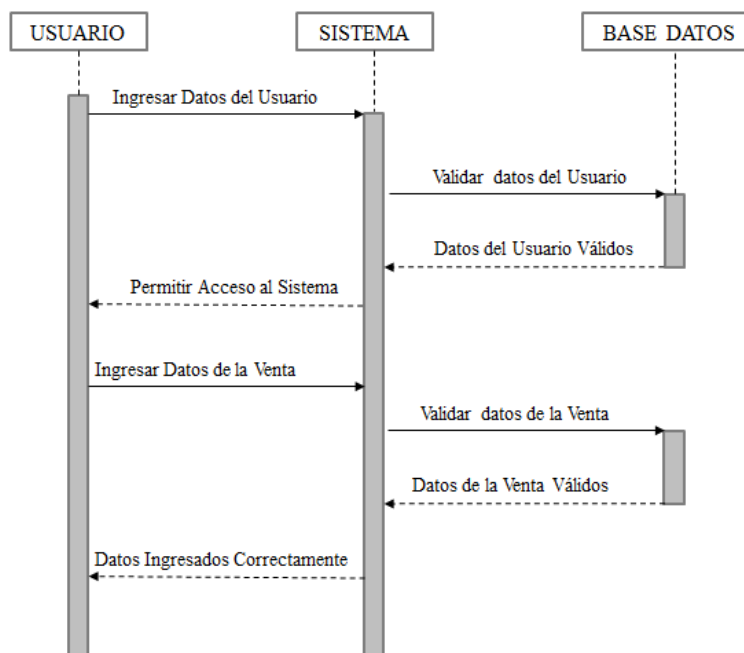 USUARIO
SISTEMA
BASE DATOS
Ingresar Datos del Usuario
Validar datos del Usuario
Datos del Usuario Válidos
Permitir Acceso al Sistema
Ingresar Datos de la Venta
Validar datos de la Venta
Datos de la Venta Válidos
Datos Ingresados Correctamente